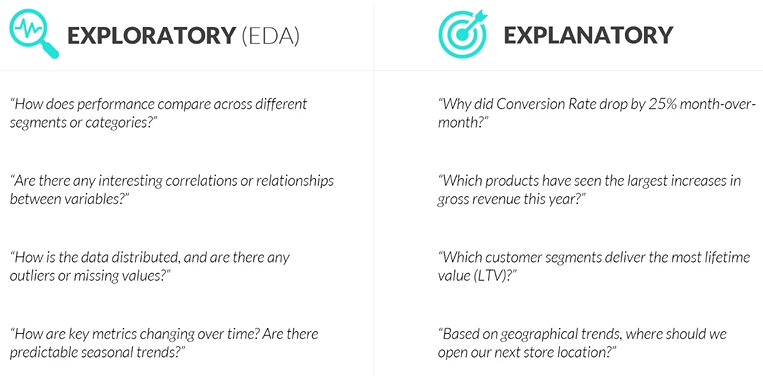 EXPLORATORY (EDA)
“How does performance compare across different
segments or categories?”
“Are there any interesting correlations or relationships
between variables?”
“How is the data distributed, and are there any
outliers or missing values?”
“How are key metrics changing over time? Are there
predictable seasonal trends?”
EXPLANATORY
“Why did Conversion Rate drop by 25% month-over-
month?”
“Which products have seen the largest increases in
gross revenue this year?”
“Which customer segments deliver the most lifetime
value (LTV)?”
“Based on geographical trends, where should we
open our next store location?”